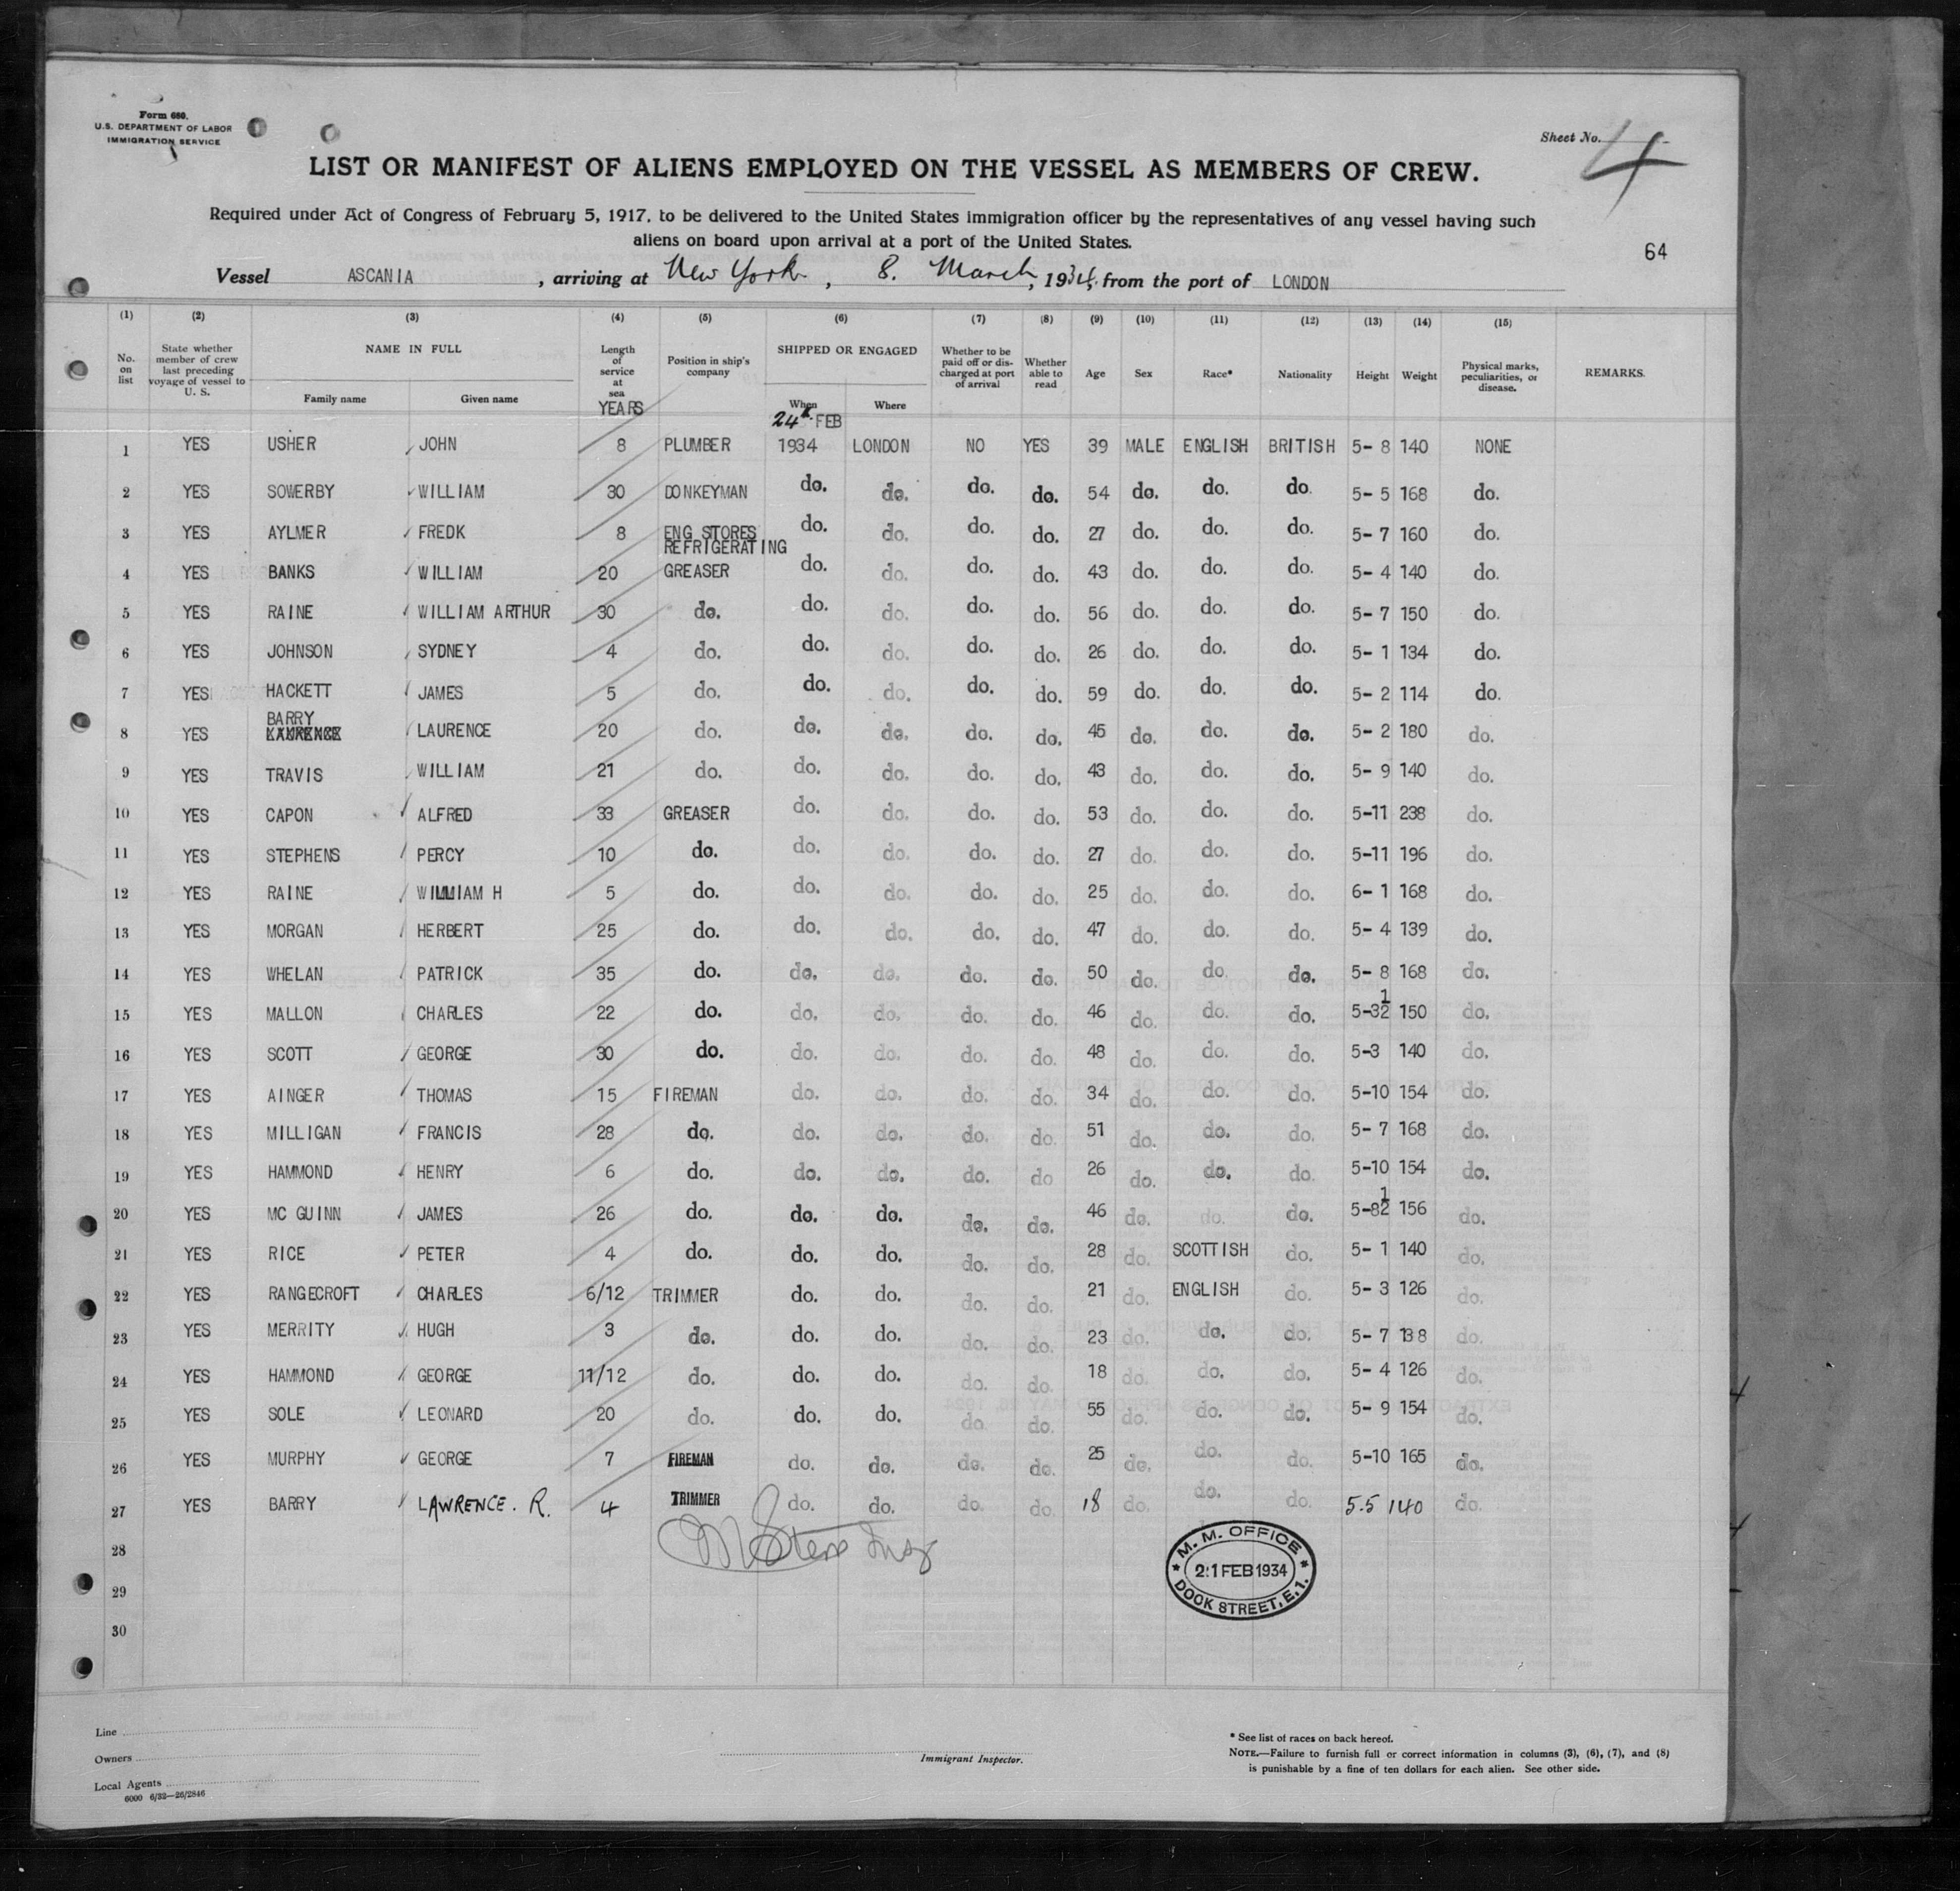 Form 680.
U.S. DEPARTMENT OF LABOR
IMMIGRATION SERVICE
Sheet No. 4
LIST OR MANIFEST OF ALIENS EMPLOYED ON THE VESSEL AS MEMBERS OF CREW.
Required under Act of Congress of February 5, 1917, to be delivered to the United States immigration officer by the representatives of any vessel having such
aliens on board upon arrival at a port of the United States.
64
Vessel ASCANIA, arriving at New York, 8. March, 1934, from the port of LONDON
(1) (2) (3) (4) (5) (6) (7) (8) (9) (10) (11) (12) (13) (14) (15)
No. on list | State whether member of crew last preceding voyage of vessel to U. S. | NAME IN FULL | Family name | Given name | Length of service at sea YEARS | Position in ship's company | SHIPPED OR ENGAGED | When | Where | Whether to be paid off or discharged at port of arrival | Whether able to read | Age | Sex | Race* | Nationality | Height | Weight | Physical marks, peculiarities, or disease. | REMARKS.
24th FEB
1 YES USHER JOHN 8 PLUMBER 1934 LONDON NO YES 39 MALE ENGLISH BRITISH 5- 8 140 NONE
2 YES SOWERBY WILLIAM 30 DONKEYMAN do. do. do. do. 54 do. do. do. 5- 5 168 do.
3 YES AYLMER FREDK 8 ENG STORES do. do. do. do. 27 do. do. do. 5- 7 160 do.
REFRIGERATING
4 YES BANKS WILLIAM 20 GREASER do. do. do. do. 43 do. do. do. 5- 4 140 do.
5 YES RAINE WILLIAM ARTHUR 30 do. do. do. do. do. 56 do. do. do. 5- 7 150 do.
6 YES JOHNSON SYDNEY 4 do. do. do. do. do. 26 do. do. do. 5- 1 134 do.
7 YES HACKETT JAMES 5 do. do. do. do. do. 59 do. do. do. 5- 2 114 do.
BARRY
8 YES LAURENCE 20 do. do. do. do. do. 45 do. do. do. 5- 2 180 do.
9 YES TRAVIS WILLIAM 21 do. do. do. do. do. 43 do. do. do. 5- 9 140 do.
10 YES CAPON ALFRED 33 GREASER do. do. do. do. 53 do. do. do. 5-11 238 do.
11 YES STEPHENS PERCY 10 do. do. do. do. do. 27 do. do. do. 5-11 196 do.
12 YES RAINE WILLIAM H 5 do. do. do. do. do. 25 do. do. do. 6- 1 168 do.
13 YES MORGAN HERBERT 25 do. do. do. do. do. 47 do. do. do. 5- 4 139 do.
14 YES WHELAN PATRICK 35 do. do. do. do. do. 50 do. do. do. 5- 8 168 do.
15 YES MALLON CHARLES 22 do. do. do. do. do. 46 do. do. do. 5-3½ 150 do.
16 YES SCOTT GEORGE 30 do. do. do. do. do. 48 do. do. do. 5-3 140 do.
17 YES AINGER THOMAS 15 FIREMAN do. do. do. do. 34 do. do. do. 5-10 154 do.
18 YES MILLIGAN FRANCIS 28 do. do. do. do. do. 51 do. do. do. 5- 7 168 do.
19 YES HAMMOND HENRY 6 do. do. do. do. do 26 do. do. do. 5-10 154 do.
20 YES MC GUINN JAMES 26 do. do. do. do. do. 46 do. do. do. 5-8½ 156 do.
21 YES RICE PETER 4 do. do. do. do. do. 28 do. SCOTTISH do. 5- 1 140 do.
22 YES RANGECROFT CHARLES 6/12 TRIMMER do. do. do. do. 21 do. ENGLISH do. 5- 3 126 do.
23 YES MERRITY HUGH 3 do. do. do. do. do. 23 do. do. do. 5- 7 138 do.
24 YES HAMMOND GEORGE 11/12 do. do. do. do. do. 18 do. do. do. 5- 4 126 do.
25 YES SOLE LEONARD 20 do. do. do. do. do. 55 do. do. do. 5- 9 154 do.
26 YES MURPHY GEORGE 7 FIREMAN do. do. do. do. 25 do. do. do. 5-10 165 do.
27 YES BARRY LAWRENCE. R. 4 TRIMMER do. do. do. do. 18 do. do. do. 5.5 140 do.
28
29
30
M. M. OFFICE
21 FEB 1934
DOCK STREET, E.1.
Line
Owners
Local Agents
6000 6/32—26/2846
Immigrant Inspector.
* See list of races on back hereof.
NOTE.—Failure to furnish full or correct information in columns (3), (6), (7), and (8)
is punishable by a fine of ten dollars for each alien. See other side.